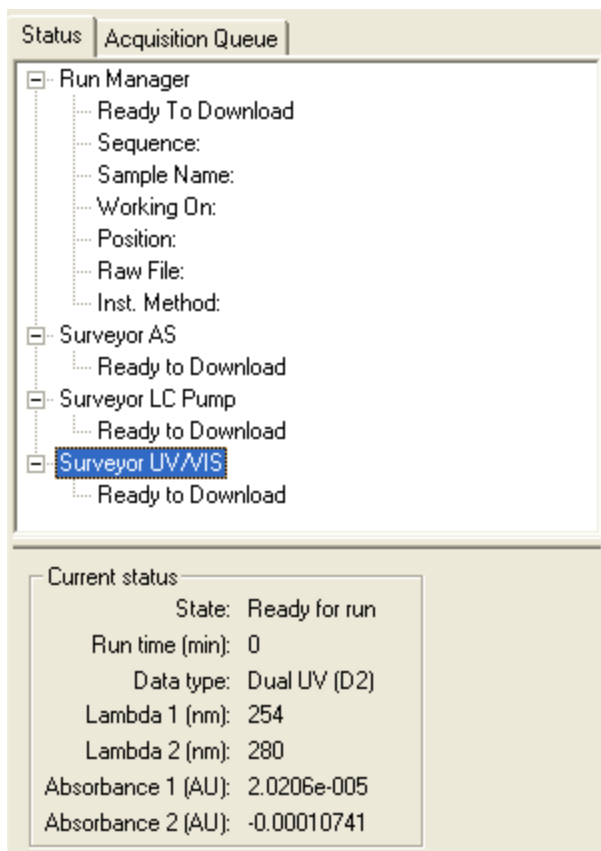 Status Acquisition Queue
Run Manager
Ready To Download
Sequence:
Sample Name:
Working On:
Position:
Raw File:
Inst. Method:
Surveyor AS
Ready to Download
Surveyor LC Pump
Ready to Download
Surveyor UV/VIS
Ready to Download
Current status
State: Ready for run
Run time (min): 0
Data type: Dual UV (D2)
Lambda 1 (nm): 254
Lambda 2 (nm): 280
Absorbance 1 (AU): 2.0206e-005
Absorbance 2 (AU): -0.00010741